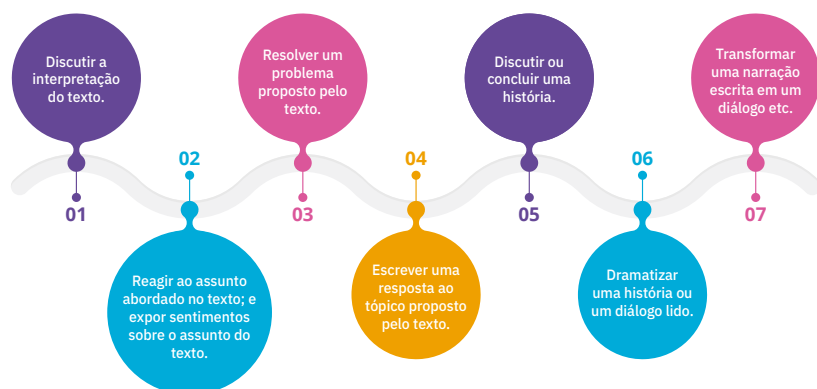 Discutir a
interpretação
do texto.
01
02
Reagir ao assunto
abordado no texto; e
expor sentimentos
sobre o assunto do
texto.
Resolver um
problema
proposto pelo
texto.
03
04
Escrever uma
resposta ao
tópico proposto
pelo texto.
Discutir ou
concluir uma
história.
05
06
Dramatizar
uma história ou
um diálogo lido.
Transformar
uma narração
escrita em um
diálogo etc.
07